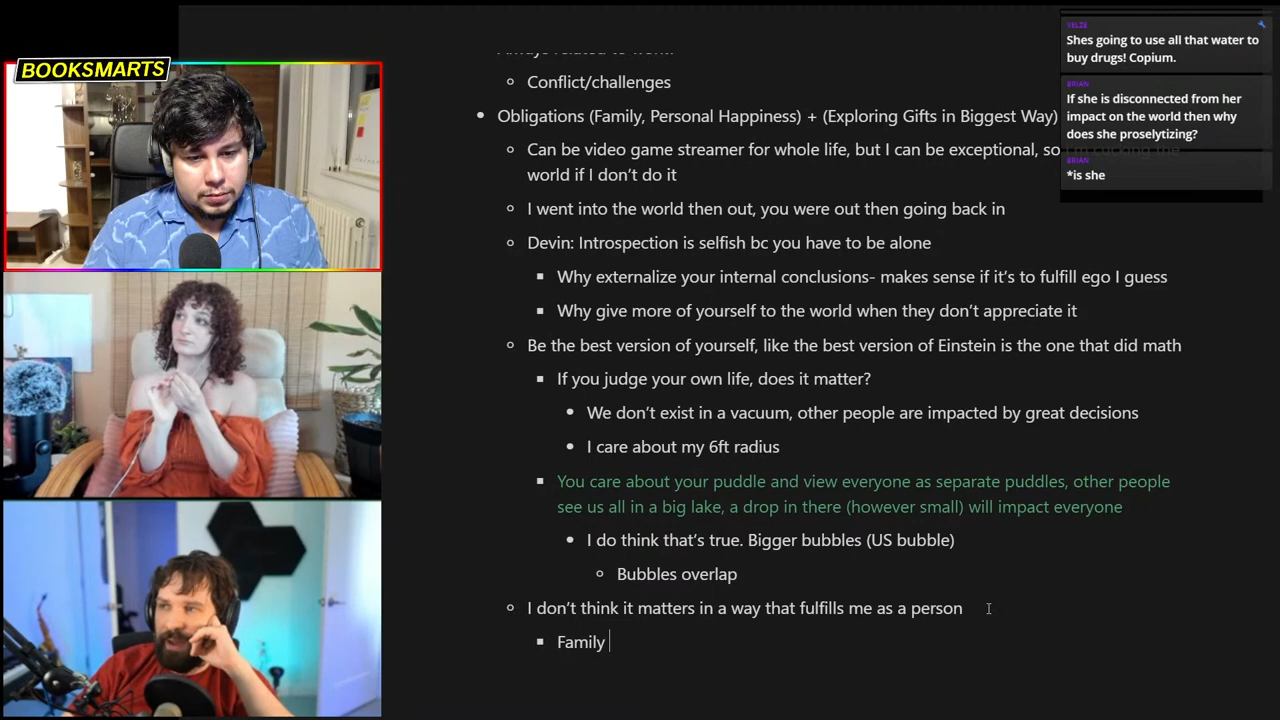 BOOKSMARTS
Always related to work.
Conflict/challenges
Obligations (Family, Personal Happiness) + (Exploring Gifts in Biggest Way)
Can be video game streamer for whole life, but I can be exceptional, so I'm the
world if I don't do it
I went into the world then out, you were out then going back in
Devin: Introspection is selfish bc you have to be alone
Why externalize your internal conclusions- makes sense if it's to fulfill ego I guess
Why give more of yourself to the world when they don't appreciate it
Be the best version of yourself, like the best version of Einstein is the one that did math
If you judge your own life, does it matter?
We don't exist in a vacuum, other people are impacted by great decisions
I care about my 6ft radius
You care about your puddle and view everyone as separate puddles, other people
see us all in a big lake, a drop in there (however small) will impact everyone
I do think that's true. Bigger bubbles (US bubble)
Bubbles overlap
I don't think it matters in a way that fulfills me as a person
Family
YELZE
Shes going to use all that water to
buy drugs! Copium.
BRIAN
If she is disconnected from her
impact on the world then why
does she proselytizing?
BRIAN
*is she